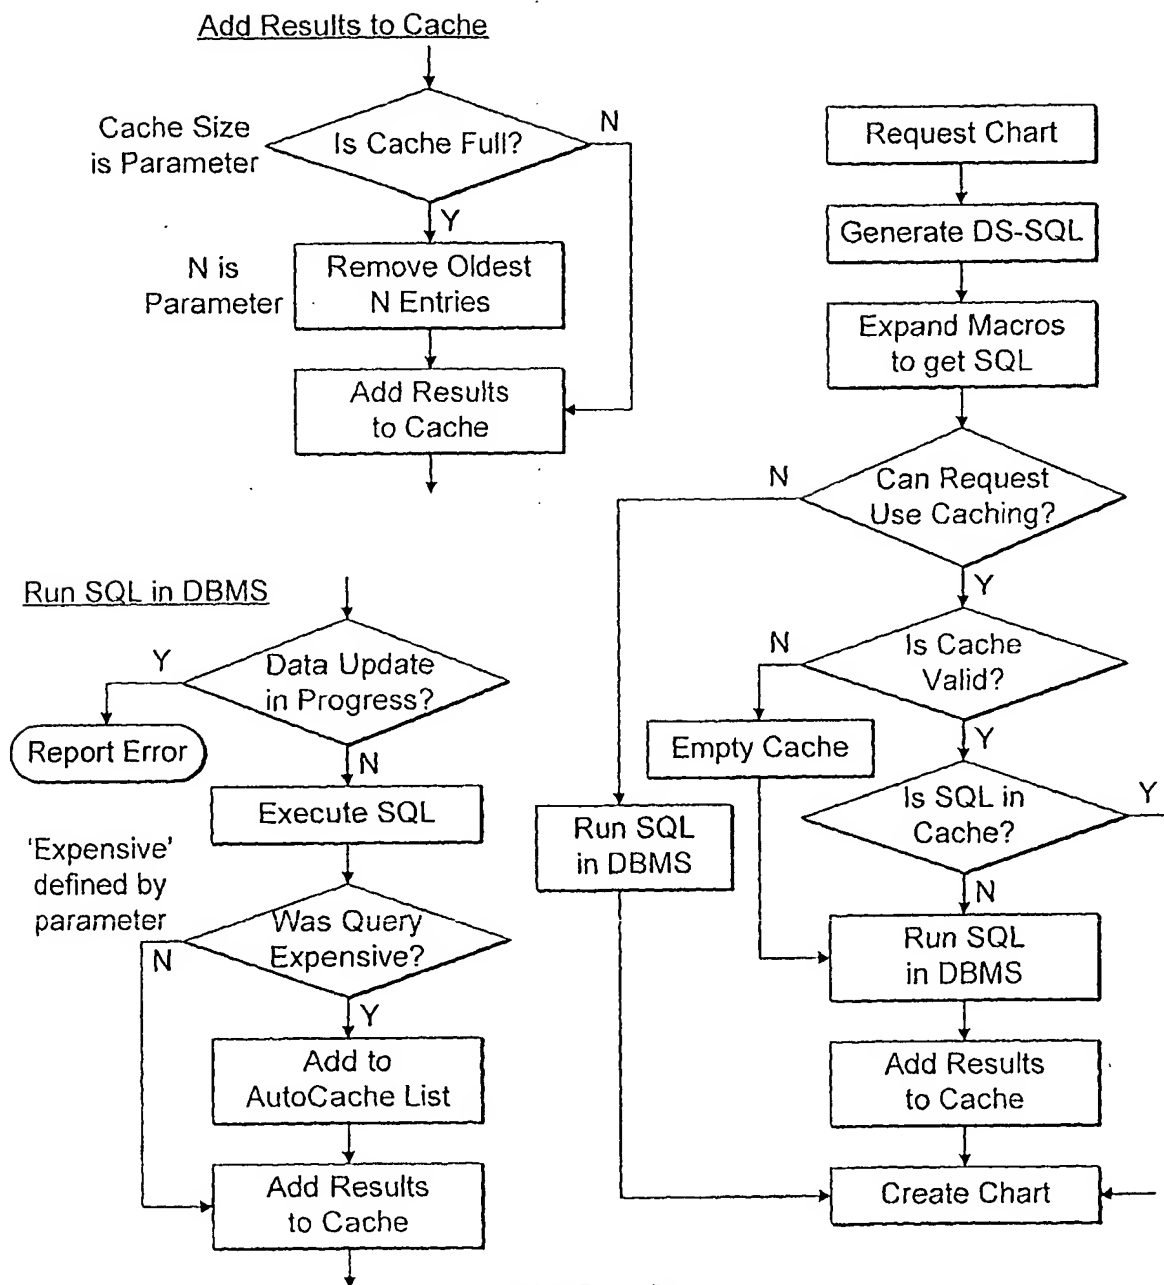 Add Results to Cache
Cache Size
is Parameter
Is Cache Full?
N
Y
N is
Parameter
Remove Oldest
N Entries
Add Results
to Cache
Run SQL in DBMS
Data Update
in Progress?
Y
Report Error
N
Execute SQL
'Expensive'
defined by
parameter
Was Query
Expensive?
N
Y
Add to
AutoCache List
Add Results
to Cache
Request Chart
Generate DS-SQL
Expand Macros
to get SQL
Can Request
Use Caching?
N
Y
Is Cache
Valid?
N
Y
Empty Cache
Is SQL in
Cache?
Y
N
Run SQL
in DBMS
Run SQL
in DBMS
Add Results
to Cache
Create Chart